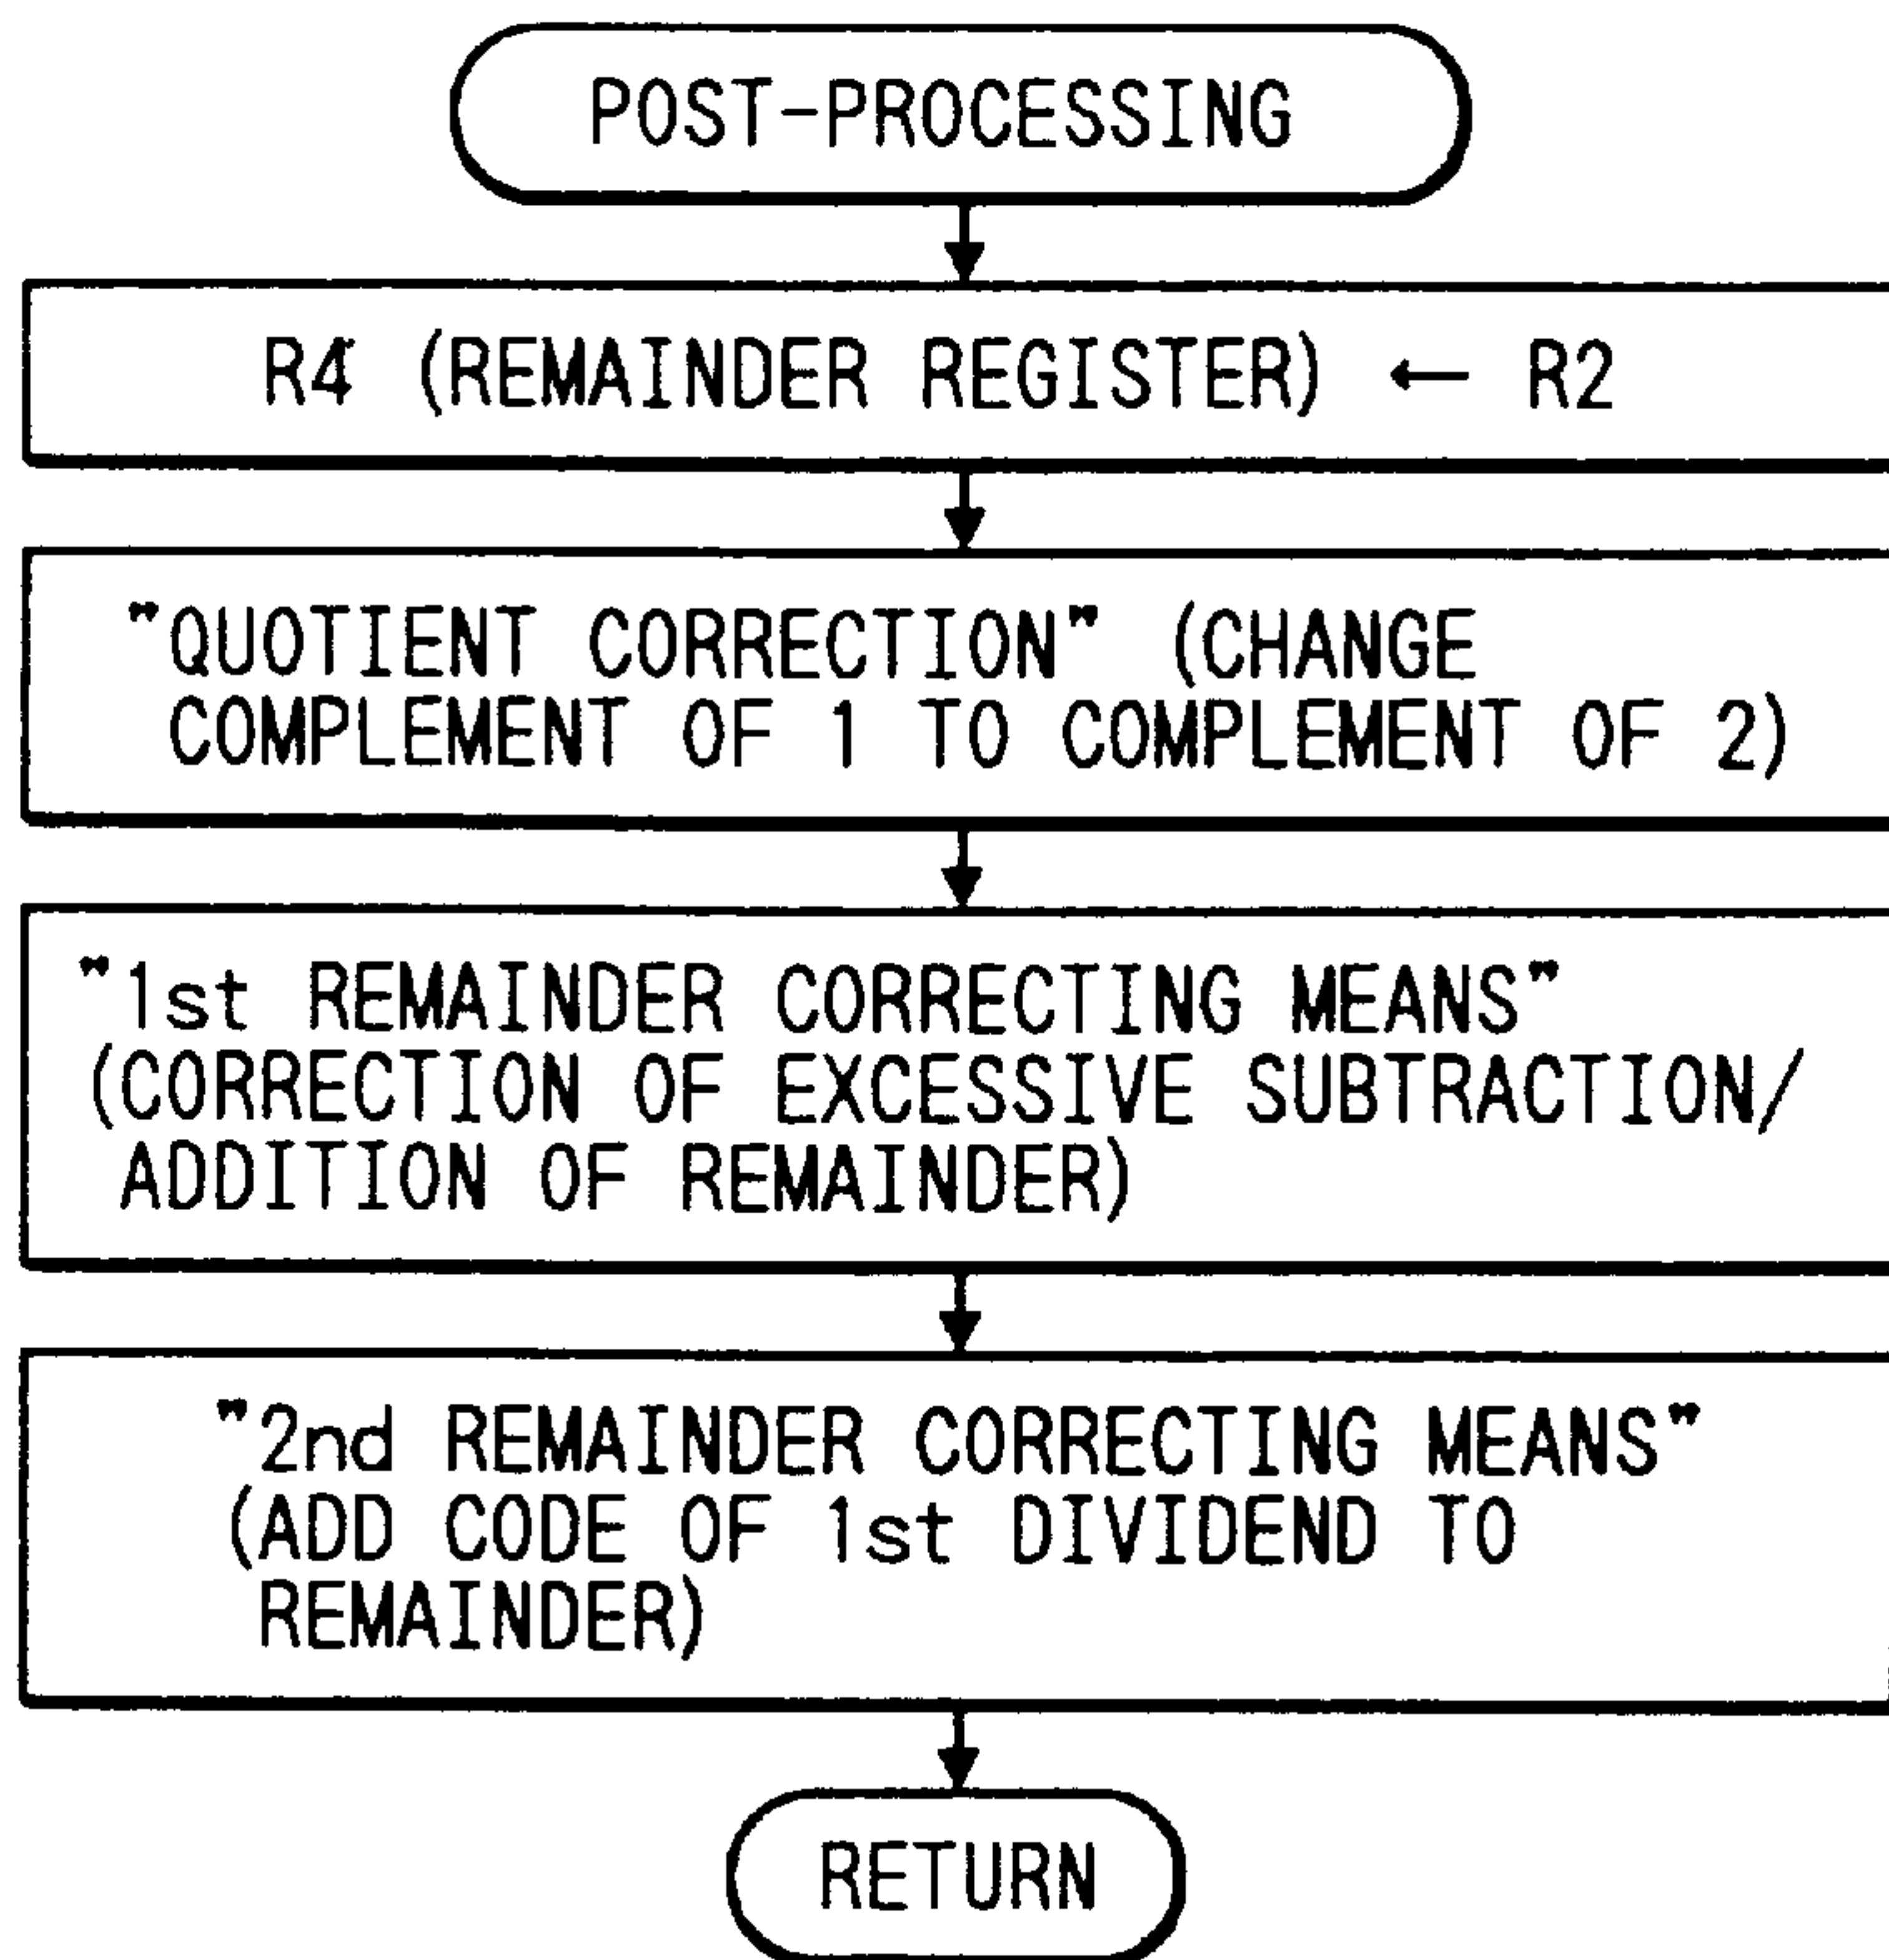 POST-PROCESSING
R4 (REMAINDER REGISTER) ← R2
"QUOTIENT CORRECTION" (CHANGE
COMPLEMENT OF 1 TO COMPLEMENT OF 2)
"1st REMAINDER CORRECTING MEANS"
(CORRECTION OF EXCESSIVE SUBTRACTION/
ADDITION OF REMAINDER)
"2nd REMAINDER CORRECTING MEANS"
(ADD CODE OF 1st DIVIDEND TO
REMAINDER)
RETURN